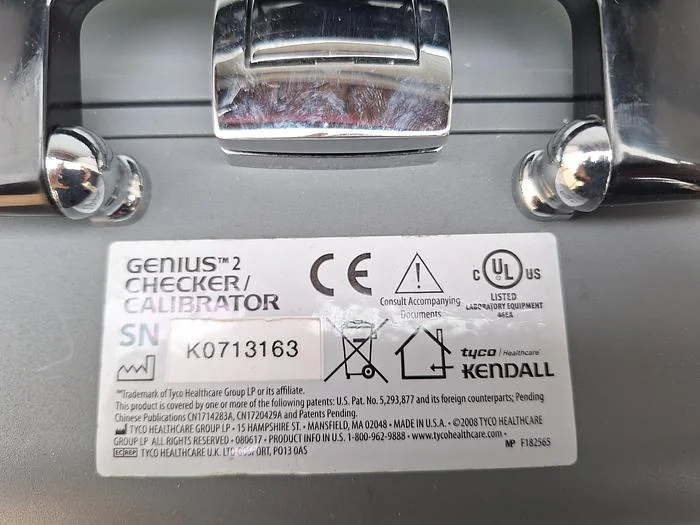 GENIUS™ 2
CHECKER/
CALIBRATOR
SN
K0713163
CE
Consult Accompanying
Documents
C UL US
LISTED
LABORATORY EQUIPMENT
46EA
tyco / Healthcare
KENDALL
™Trademark of Tyco Healthcare Group LP or its affiliate.
This product is covered by one or more of the following patents: U.S. Pat. No. 5,293,877 and its foreign counterparts; Pending
Chinese Publications CN1714283A, CN1720429A and Patents Pending.
TYCO HEALTHCARE GROUP LP • 15 HAMPSHIRE ST. • MANSFIELD, MA 02048 • MADE IN U.S.A. • ©2008 TYCO HEALTHCARE
GROUP LP ALL RIGHTS RESERVED • 080617 • PRODUCT INFO IN U.S. 1-800-962-9888 • www.tycohealthcare.com •
MP F182565
EC REP TYCO HEALTHCARE U.K. LTD GOSPORT, PO13 0AS